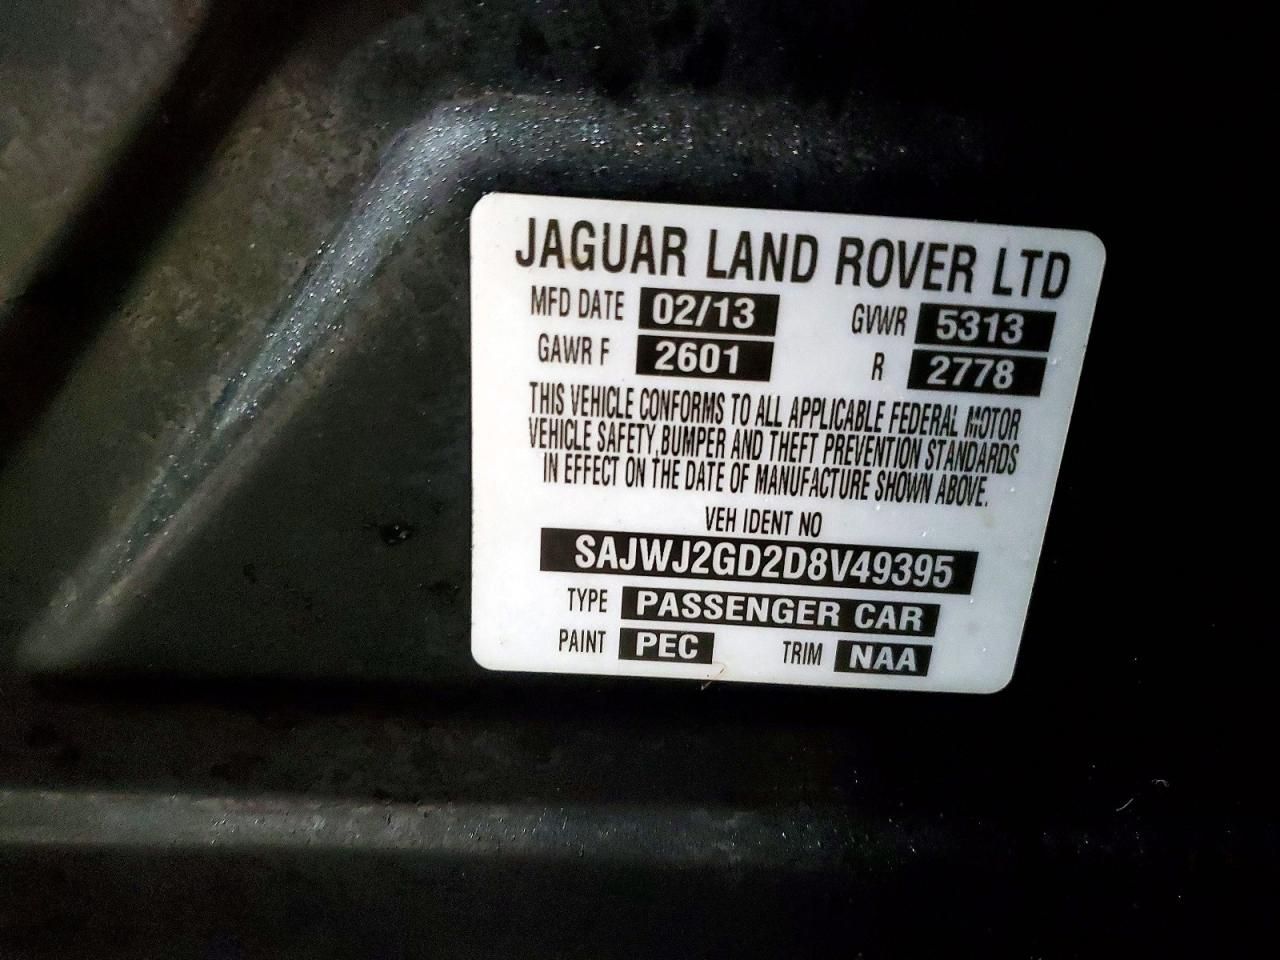 JAGUAR LAND ROVER LTD
MFD DATE 02/13 GVWR 5313
GAWR F 2601 R 2778
THIS VEHICLE CONFORMS TO ALL APPLICABLE FEDERAL MOTOR
VEHICLE SAFETY,BUMPER AND THEFT PREVENTION STANDARDS
IN EFFECT ON THE DATE OF MANUFACTURE SHOWN ABOVE.
VEH IDENT NO
SAJWJ2GD2D8V49395
TYPE PASSENGER CAR
PAINT PEC TRIM NAA